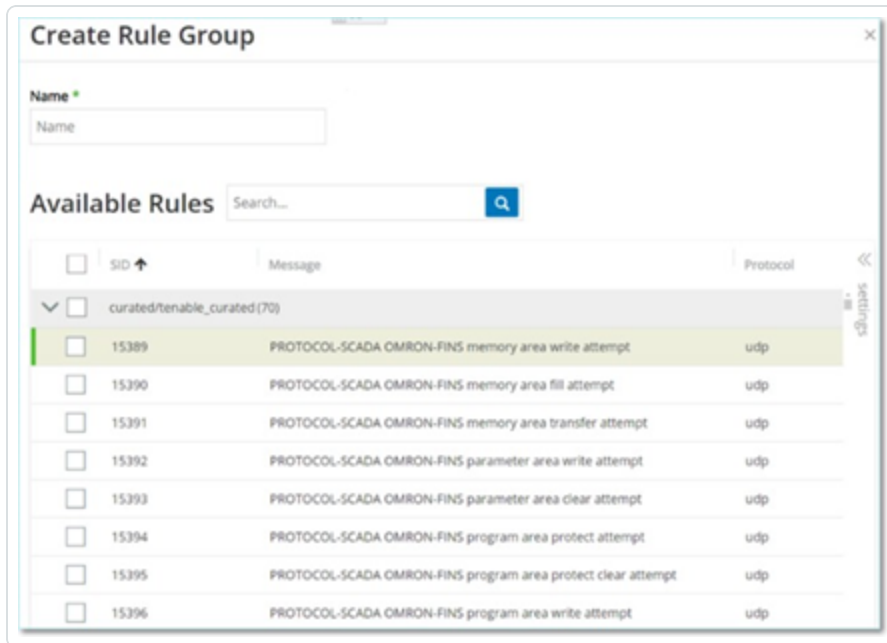 Create Rule Group
×
Name *
Name
Available Rules Search...
SID ↑ Message Protocol
settings
curated/tenable_curated (70)
15389 PROTOCOL-SCADA OMRON-FINS memory area write attempt udp
15390 PROTOCOL-SCADA OMRON-FINS memory area fill attempt udp
15391 PROTOCOL-SCADA OMRON-FINS memory area transfer attempt udp
15392 PROTOCOL-SCADA OMRON-FINS parameter area write attempt udp
15393 PROTOCOL-SCADA OMRON-FINS parameter area clear attempt udp
15394 PROTOCOL-SCADA OMRON-FINS program area protect attempt udp
15395 PROTOCOL-SCADA OMRON-FINS program area protect clear attempt udp
15396 PROTOCOL-SCADA OMRON-FINS program area write attempt udp